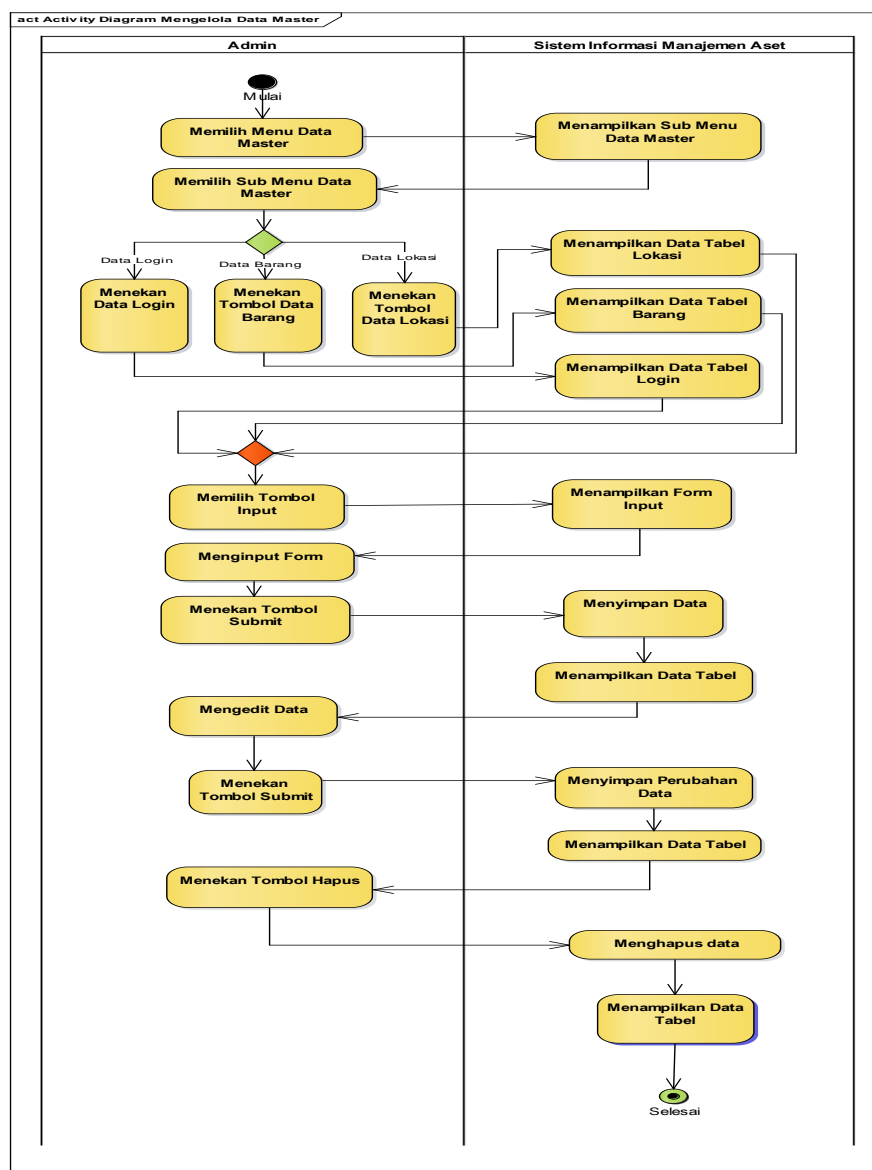 act Activity Diagram Mengelola Data Master
Admin
Sistem Informasi Manajemen Aset
Mulai
Memilih Menu Data
Master
Menampilkan Sub Menu
Data Master
Memilih Sub Menu Data
Master
Data Login
Data Barang
Data Lokasi
Menekan
Data Login
Menekan
Tombol Data
Barang
Menekan
Tombol
Data Lokasi
Menampilkan Data Tabel
Lokasi
Menampilkan Data Tabel
Barang
Menampilkan Data Tabel
Login
Memilih Tombol
Input
Menampilkan Form
Input
Menginput Form
Menekan Tombol
Submit
Menyimpan Data
Menampilkan Data Tabel
Mengedit Data
Menekan
Tombol Submit
Menyimpan Perubahan
Data
Menampilkan Data Tabel
Menekan Tombol Hapus
Menghapus data
Menampilkan Data
Tabel
Selesai